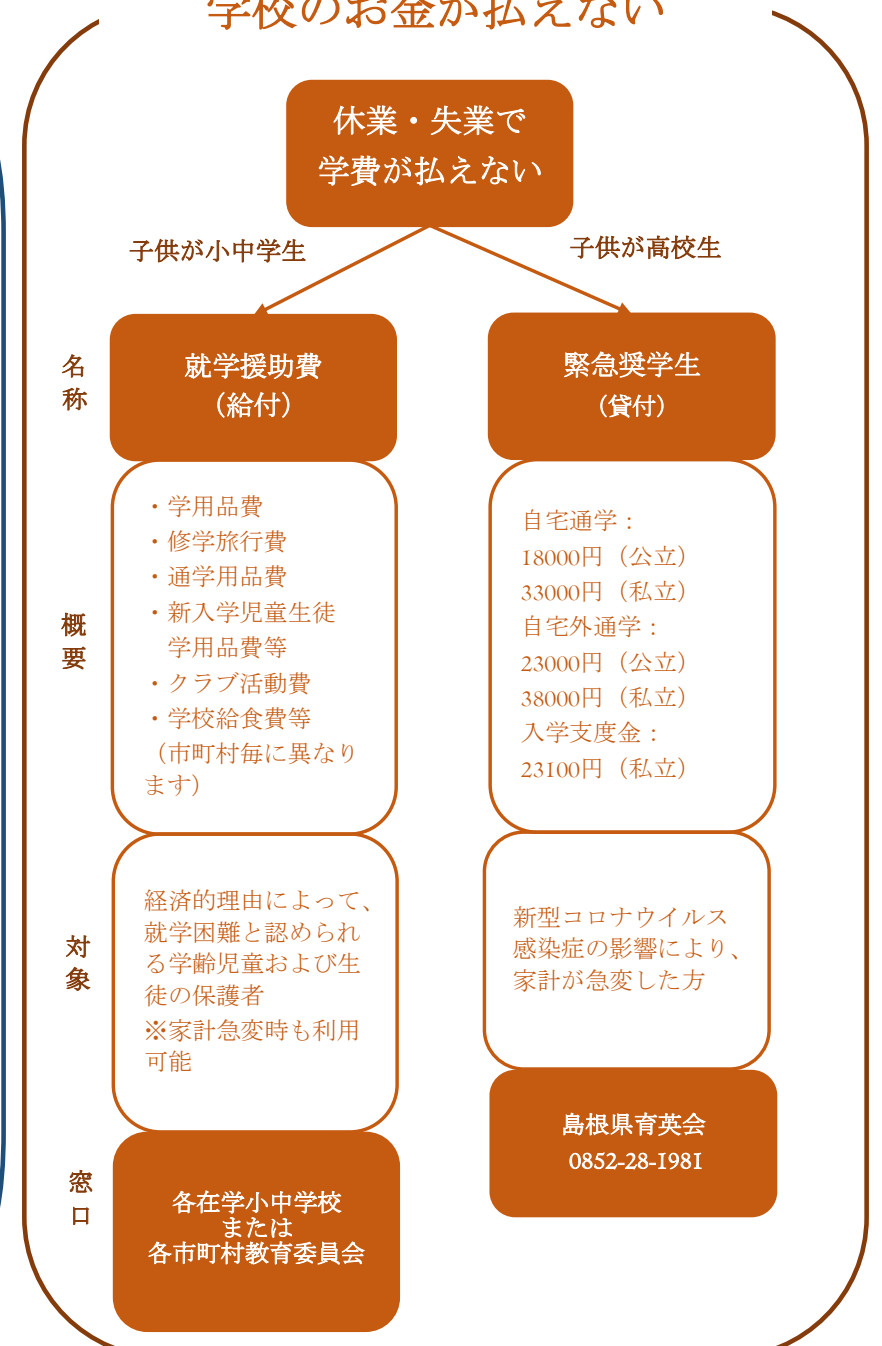 学校のお金が払えない
休業・失業で
学費が払えない
子供が小中学生
子供が高校生
名
称
就学援助費
（給付）
緊急奨学生
（貸付）
概
要
・学用品費
・修学旅行費
・通学用品費
・新入学児童生徒
学用品費等
・クラブ活動費
・学校給食費等
（市町村毎に異なり
ます）
自宅通学：
18000円（公立）
33000円（私立）
自宅外通学：
23000円（公立）
38000円（私立）
入学支度金：
23100円（私立）
対
象
経済的理由によって、
就学困難と認められ
る学齢児童および生
徒の保護者
※家計急変時も利用
可能
新型コロナウイルス
感染症の影響により、
家計が急変した方
窓
口
各在学小中学校
または
各市町村教育委員会
島根県育英会
0852-28-1981